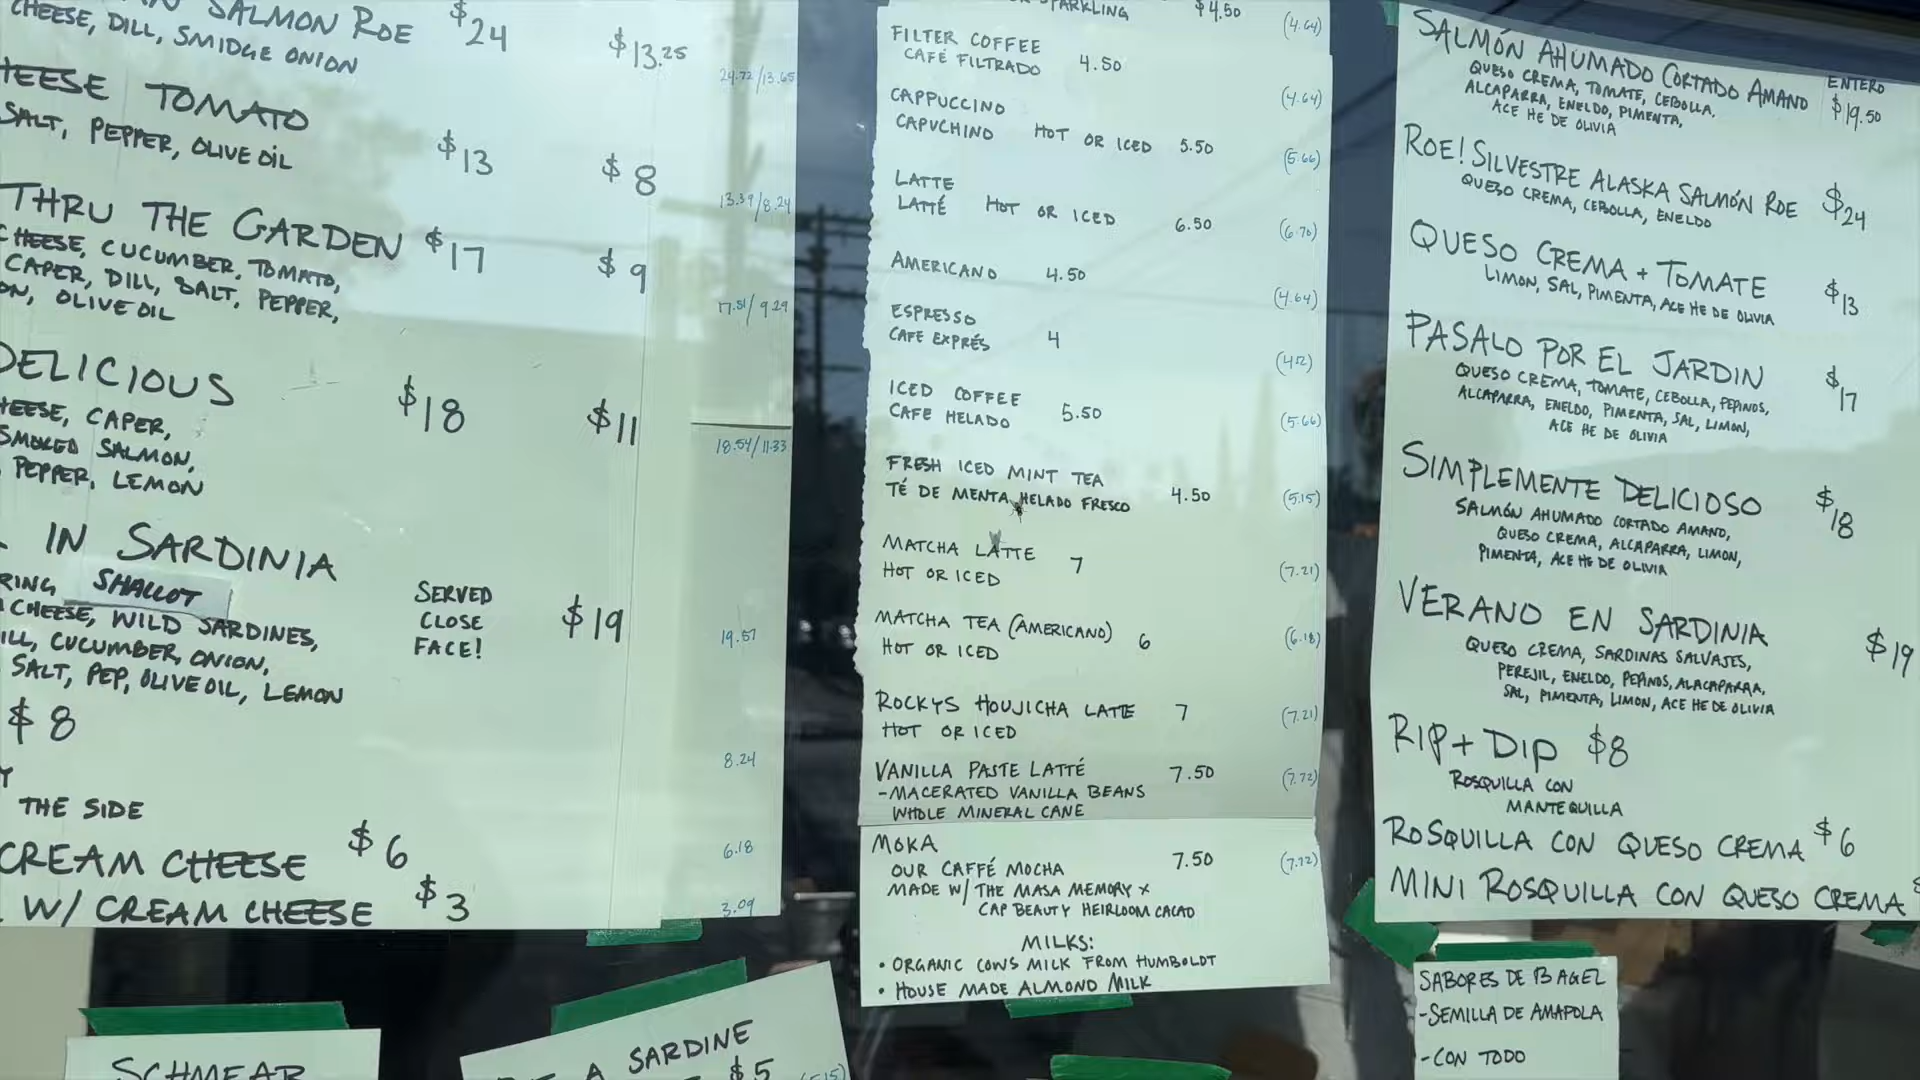 SALMON ROE $24 $13.25
CHEESE, DILL, SMIDGE ONION
24.72/13.65
TOMATO
SALT, PEPPER, OLIVE OIL $13 $8
13.39/8.24
THRU THE GARDEN $17 $9
CHEESE, CUCUMBER, TOMATO,
CAPER, DILL, SALT, PEPPER,
OLIVE OIL
17.51/9.29
DELICIOUS $18 $11
CAPER,
SMOKED SALMON,
PEPPER, LEMON
18.54/11.33
IN SARDINIA
SHALLOT
CHEESE, WILD SARDINES,
CUCUMBER, ONION,
SALT, PEP, OLIVE OIL, LEMON
SERVED
CLOSE
FACE!
$19
19.57
$8
8.24
THE SIDE
CREAM CHEESE $6
6.18
W/ CREAM CHEESE $3
3.09
SCHMEAR
A SARDINE
$5 (5.15)
SPARKLING $4.50 (4.64)
FILTER COFFEE
CAFÉ FILTRADO 4.50 (4.64)
CAPPUCCINO
CAPUCHINO HOT OR ICED 5.50 (5.66)
LATTE
LATTÉ HOT OR ICED 6.50 (6.70)
AMERICANO 4.50 (4.64)
ESPRESSO
CAFE EXPRÉS 4 (4.12)
ICED COFFEE
CAFE HELADO 5.50 (5.66)
FRESH ICED MINT TEA
TÉ DE MENTA HELADO FRESCO 4.50 (5.15)
MATCHA LATTE 7
HOT OR ICED (7.21)
MATCHA TEA (AMERICANO) 6
HOT OR ICED (6.18)
ROCKYS HOUJICHA LATTE 7
HOT OR ICED (7.21)
VANILLA PASTE LATTÉ 7.50 (7.72)
-MACERATED VANILLA BEANS
WHOLE MINERAL CANE
MOKA
OUR CAFFÉ MOCHA 7.50 (7.72)
MADE W/ THE MASA MEMORY X
CAP BEAUTY HEIRLOOM CACAO
MILKS:
• ORGANIC COWS MILK FROM HUMBOLDT
• HOUSE MADE ALMOND MILK
SALMÓN AHUMADO CORTADO AMANO ENTERO $19.50
QUESO CREMA, TOMATE, CEBOLLA,
ALCAPARRA, ENELDO, PIMENTA,
ACE HE DE OLIVIA
ROE! SILVESTRE ALASKA SALMÓN ROE $24
QUESO CREMA, CEBOLLA, ENELDO
QUESO CREMA + TOMATE $13
LIMON, SAL, PIMENTA, ACE HE DE OLIVIA
PASALO POR EL JARDIN $17
QUESO CREMA, TOMATE, CEBOLLA, PEPINOS,
ALCAPARRA, ENELDO, PIMENTA, SAL, LIMON,
ACE HE DE OLIVIA
SIMPLEMENTE DELICIOSO $18
SALMÓN AHUMADO CORTADO AMANO,
QUESO CREMA, ALCAPARRA, LIMON,
PIMENTA, ACE HE DE OLIVIA
VERANO EN SARDINIA $19
QUESO CREMA, SARDINAS SALVAJES,
PEREJIL, ENELDO, PEPINOS, ALACAPARRA,
SAL, PIMENTA, LIMON, ACE HE DE OLIVIA
RIP + DIP $8
ROSQUILLA CON
MANTEQUILLA
ROSQUILLA CON QUESO CREMA $6
MINI ROSQUILLA CON QUESO CREMA
SABORES DE BAGEL
-SEMILLA DE AMAPOLA
-CON TODO